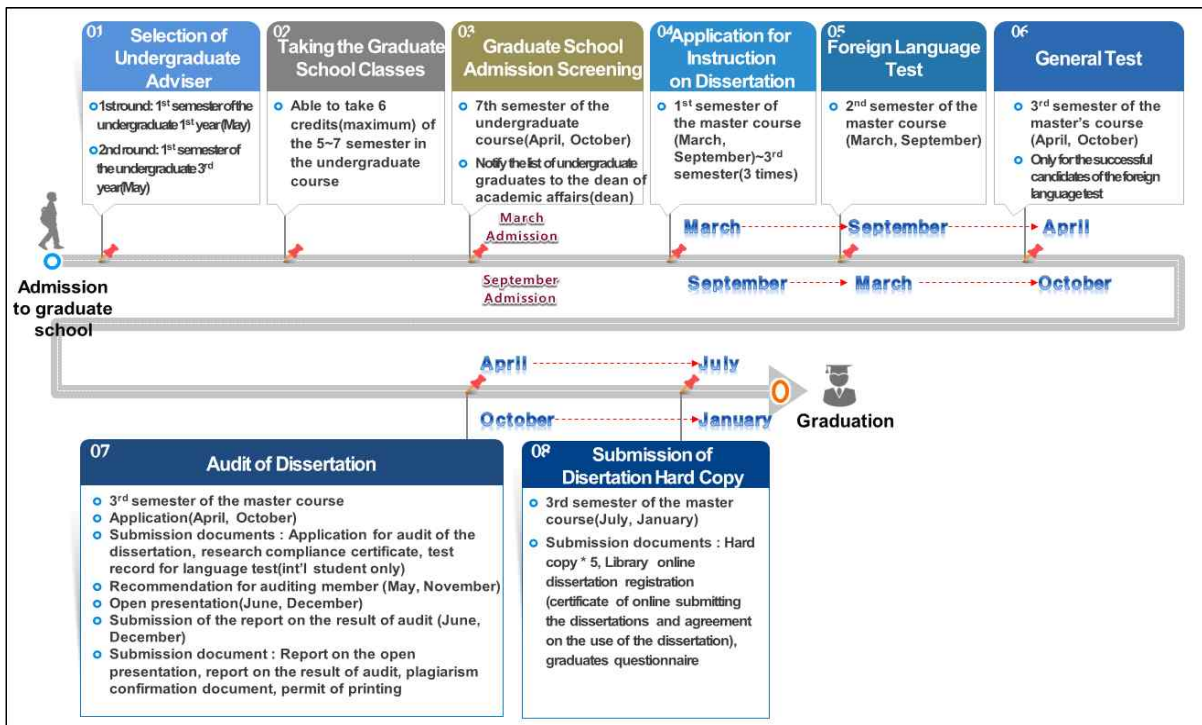 01
Selection of
Undergraduate
Adviser
1st round: 1st semester of the
undergraduate 1st year(May)
2nd round: 1st semester of
the undergraduate 3rd
year(May)
02
Taking the Graduate
School Classes
Able to take 6
credits(maximum) of
the 5~7 semester in
the undergraduate
course
03
Graduate School
Admission Screening
7th semester of the
undergraduate
course(April, October)
Notify the list of undergraduate
graduates to the dean of
academic affairs(dean)
04
Application for
Instruction
on Dissertation
1st semester of
the master course
(March,
September)~3rd
semester(3 times)
05
Foreign Language
Test
2nd semester of the
master course
(March, September)
06
General Test
3rd semester of the
master's course
(April, October)
Only for the successful
candidates of the foreign
language test
March
Admission
March
September
April
September
Admission
September
March
October
Admission
to graduate
school
April
July
October
January
Graduation
07
Audit of Dissertation
3rd semester of the master course
Application(April, October)
Submission documents : Application for audit of the
dissertation, research compliance certificate, test
record for language test(int'l student only)
Recommendation for auditing member (May, November)
Open presentation(June, December)
Submission of the report on the result of audit (June,
December)
Submission document : Report on the open
presentation, report on the result of audit, plagiarism
confirmation document, permit of printing
08
Submission of
Disertation Hard Copy
3rd semester of the master
course(July, January)
Submission documents : Hard
copy * 5, Library online
dissertation registration
(certificate of online submitting
the dissertations and agreement
on the use of the dissertation),
graduates questionnaire